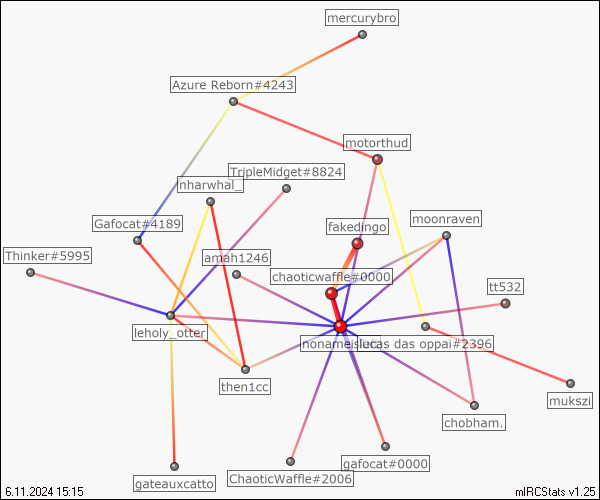 mercurybro
Azure Reborn#4243
motorthud
TripleMidget#8824
nharwhal_
moonraven
Gafocat#4189
fakedingo
Thinker#5995
amah1246
chaoticwaffle#0000
tt532
leholy_otter
lucas das oppai#2396
then1cc
mukszi
chobham.
gafocat#0000
gateauxcatto
ChaoticWaffle#2006
6.11.2024 15:15
mIRCStats v1.25